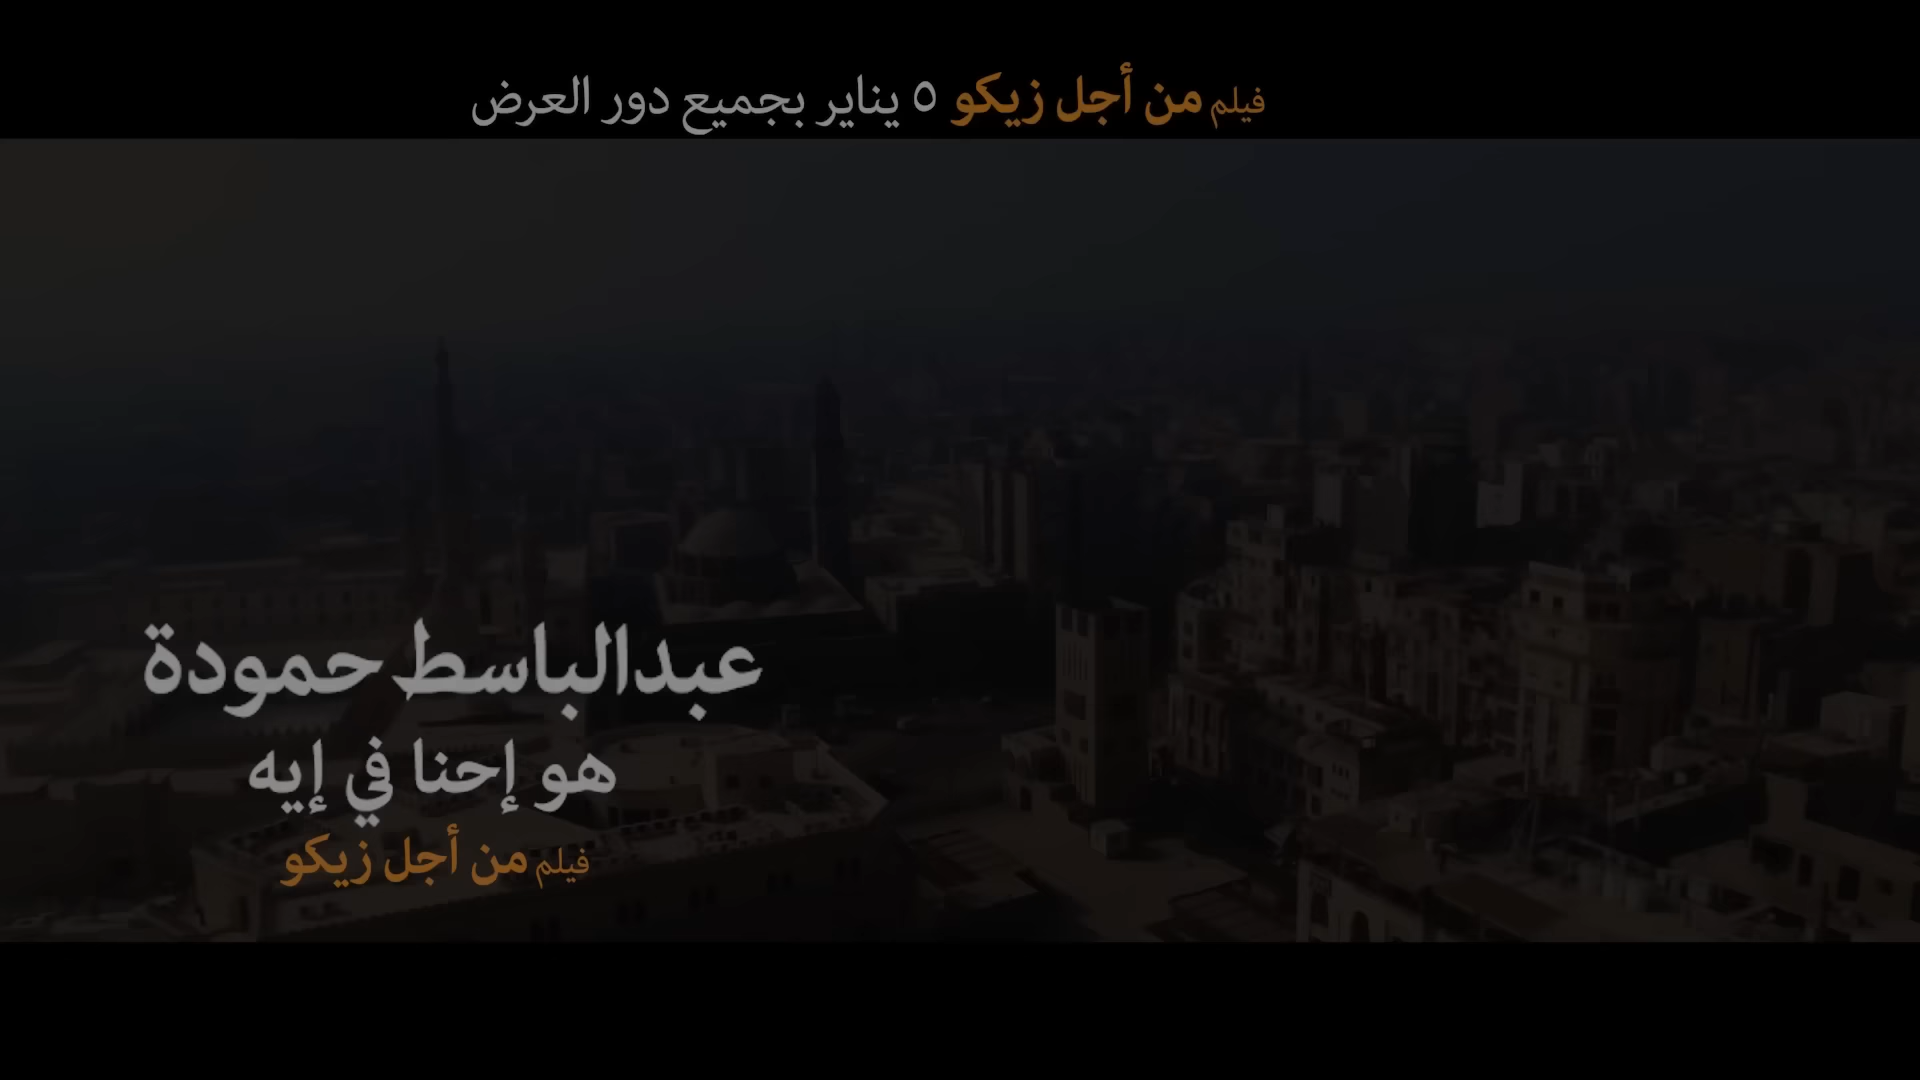 فيلم من أجل زيكو ٥ يناير بجميع دور العرض
عبدالباسط حمودة
هو إحنا في إيه
فيلم من أجل زيكو